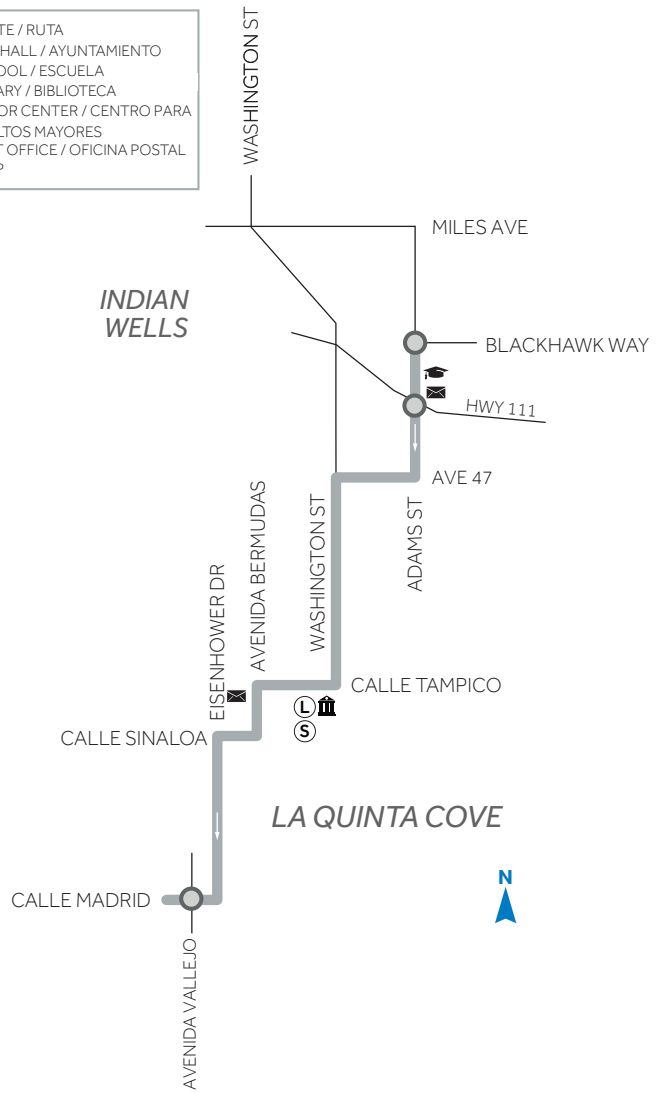 WASHINGTON ST
TE / RUTA
HALL / AYUNTAMIENTO
OOL / ESCUELA
ARY / BIBLIOTECA
OR CENTER / CENTRO PARA
LTOS MAYORES
T OFFICE / OFICINA POSTAL
P
MILES AVE
INDIAN
WELLS
BLACKHAWK WAY
HWY 111
AVE 47
ADAMS ST
WASHINGTON ST
AVENIDA BERMUDAS
EISENHOWER DR
CALLE TAMPICO
L
S
CALLE SINALOA
LA QUINTA COVE
N
CALLE MADRID
AVENIDA VALLEJO